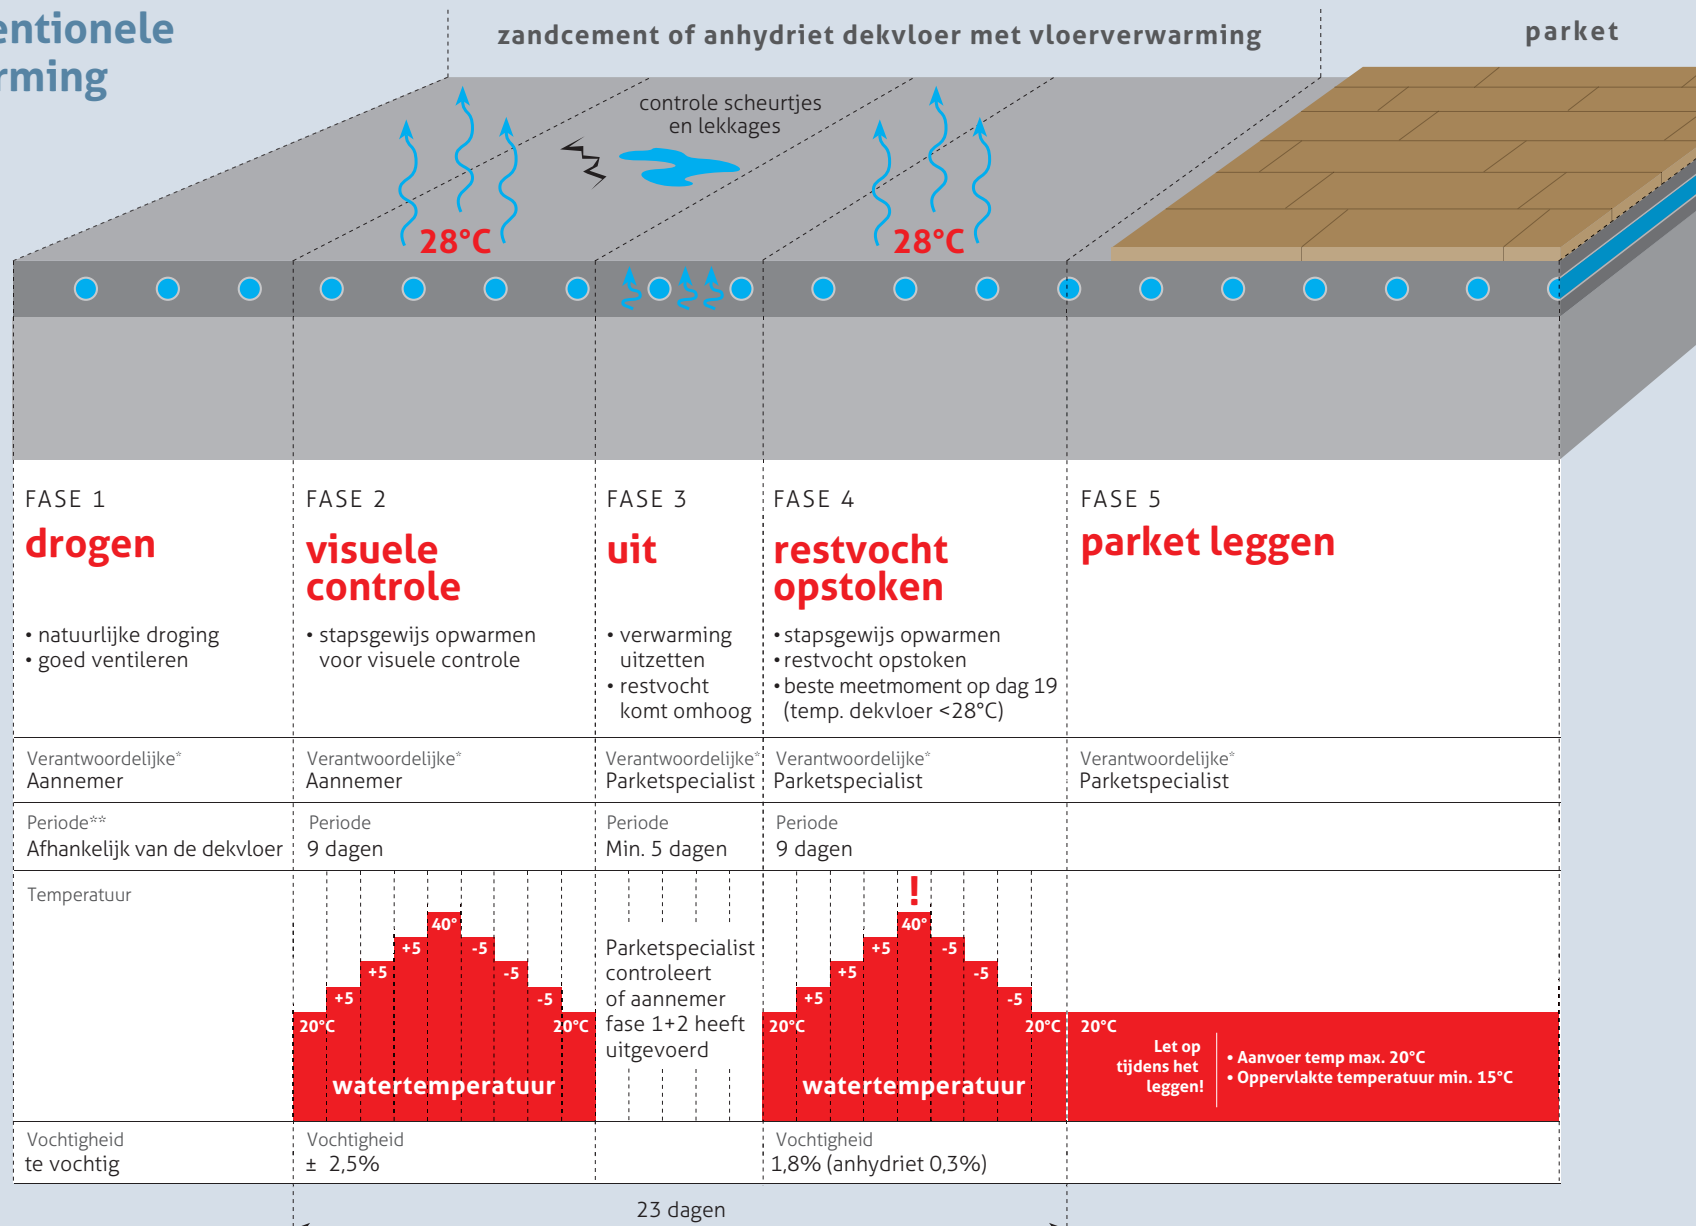 entionele
rming
zandcement of anhydriet dekvloer met vloerverwarming
parket
controle scheurtjes
en lekkages
28°C
28°C
FASE 1
drogen
• natuurlijke droging
• goed ventileren
FASE 2
visuele
controle
• stapsgewijs opwarmen
voor visuele controle
FASE 3
uit
• verwarming
uitzetten
• restvocht
komt omhoog
FASE 4
restvocht
opstoken
• stapsgewijs opwarmen
• restvocht opstoken
• beste meetmoment op dag 19
(temp. dekvloer <28°C)
FASE 5
parket leggen
Verantwoordelijke*
Aannemer
Verantwoordelijke*
Aannemer
Verantwoordelijke*
Parketspecialist
Verantwoordelijke*
Parketspecialist
Verantwoordelijke*
Parketspecialist
Periode**
Afhankelijk van de dekvloer
Periode
9 dagen
Periode
Min. 5 dagen
Periode
9 dagen
Temperatuur
20°C
+5
+5
+5
40°
-5
-5
-5
20°C
watertemperatuur
Parketspecialist
controleert
of aannemer
fase 1+2 heeft
uitgevoerd
!
20°C
+5
+5
+5
40°
-5
-5
-5
20°C
watertemperatuur
20°C
Let op
tijdens het
leggen!
• Aanvoer temp max. 20°C
• Oppervlakte temperatuur min. 15°C
Vochtigheid
te vochtig
Vochtigheid
± 2,5%
Vochtigheid
1,8% (anhydriet 0,3%)
23 dagen